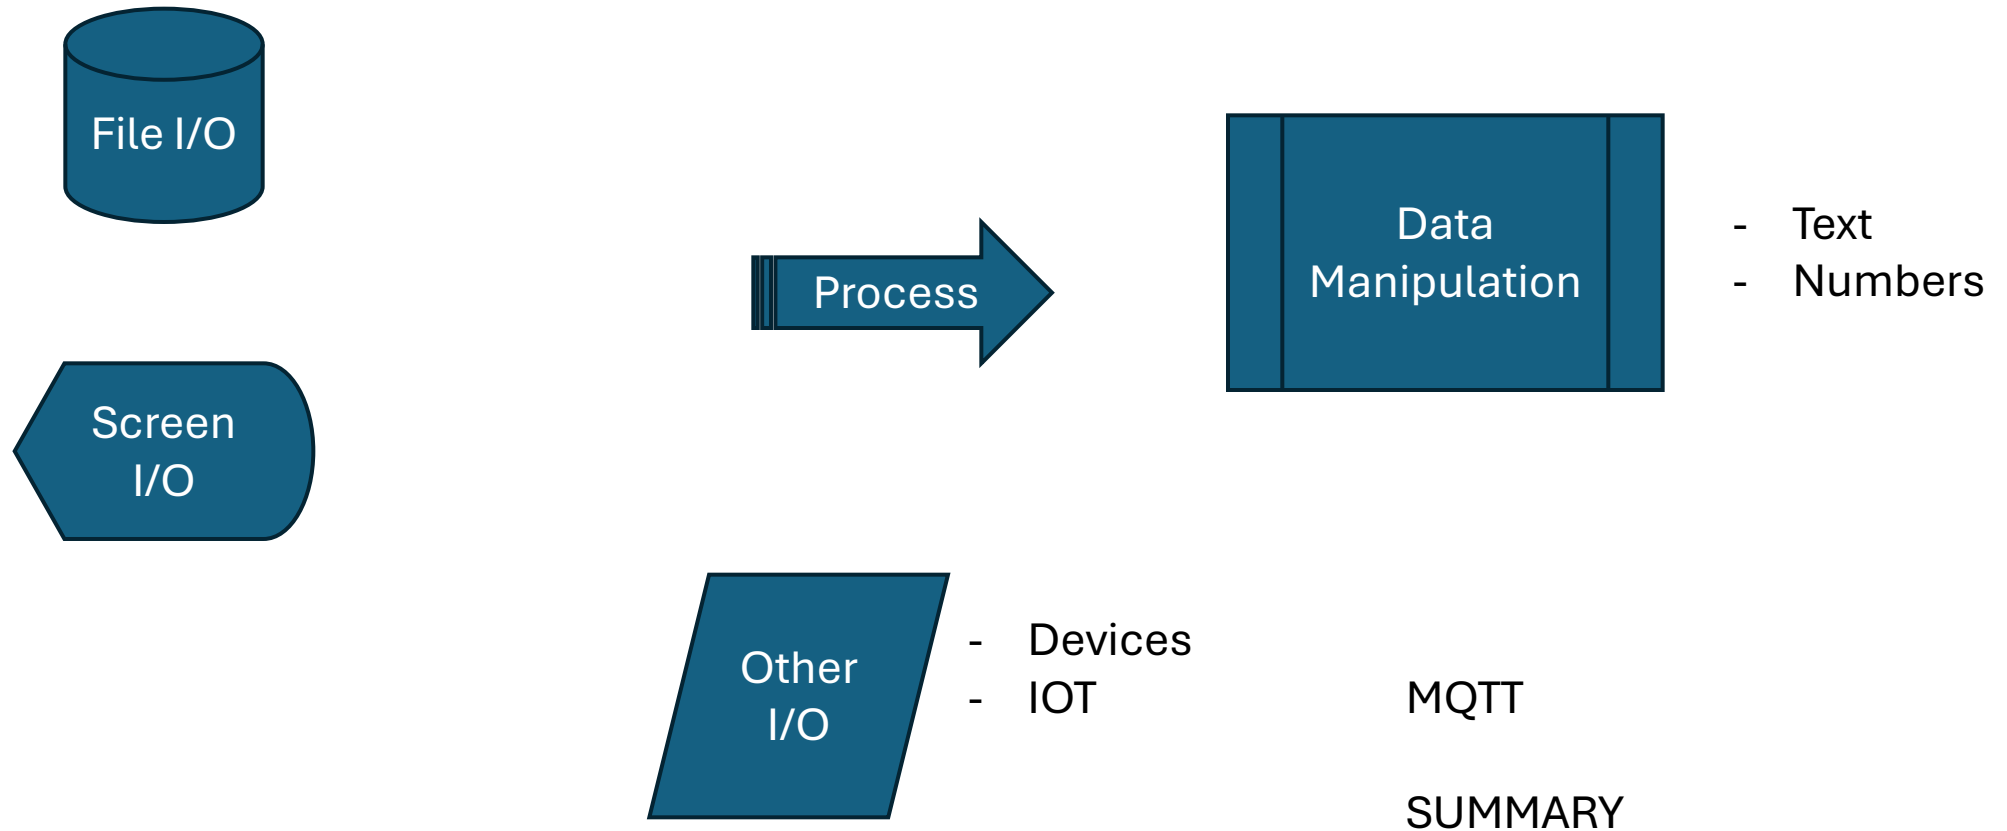 File I/O
Process
Data
Manipulation
- Text
- Numbers
Screen
I/O
Other
I/O
- Devices
- IOT MQTT
SUMMARY